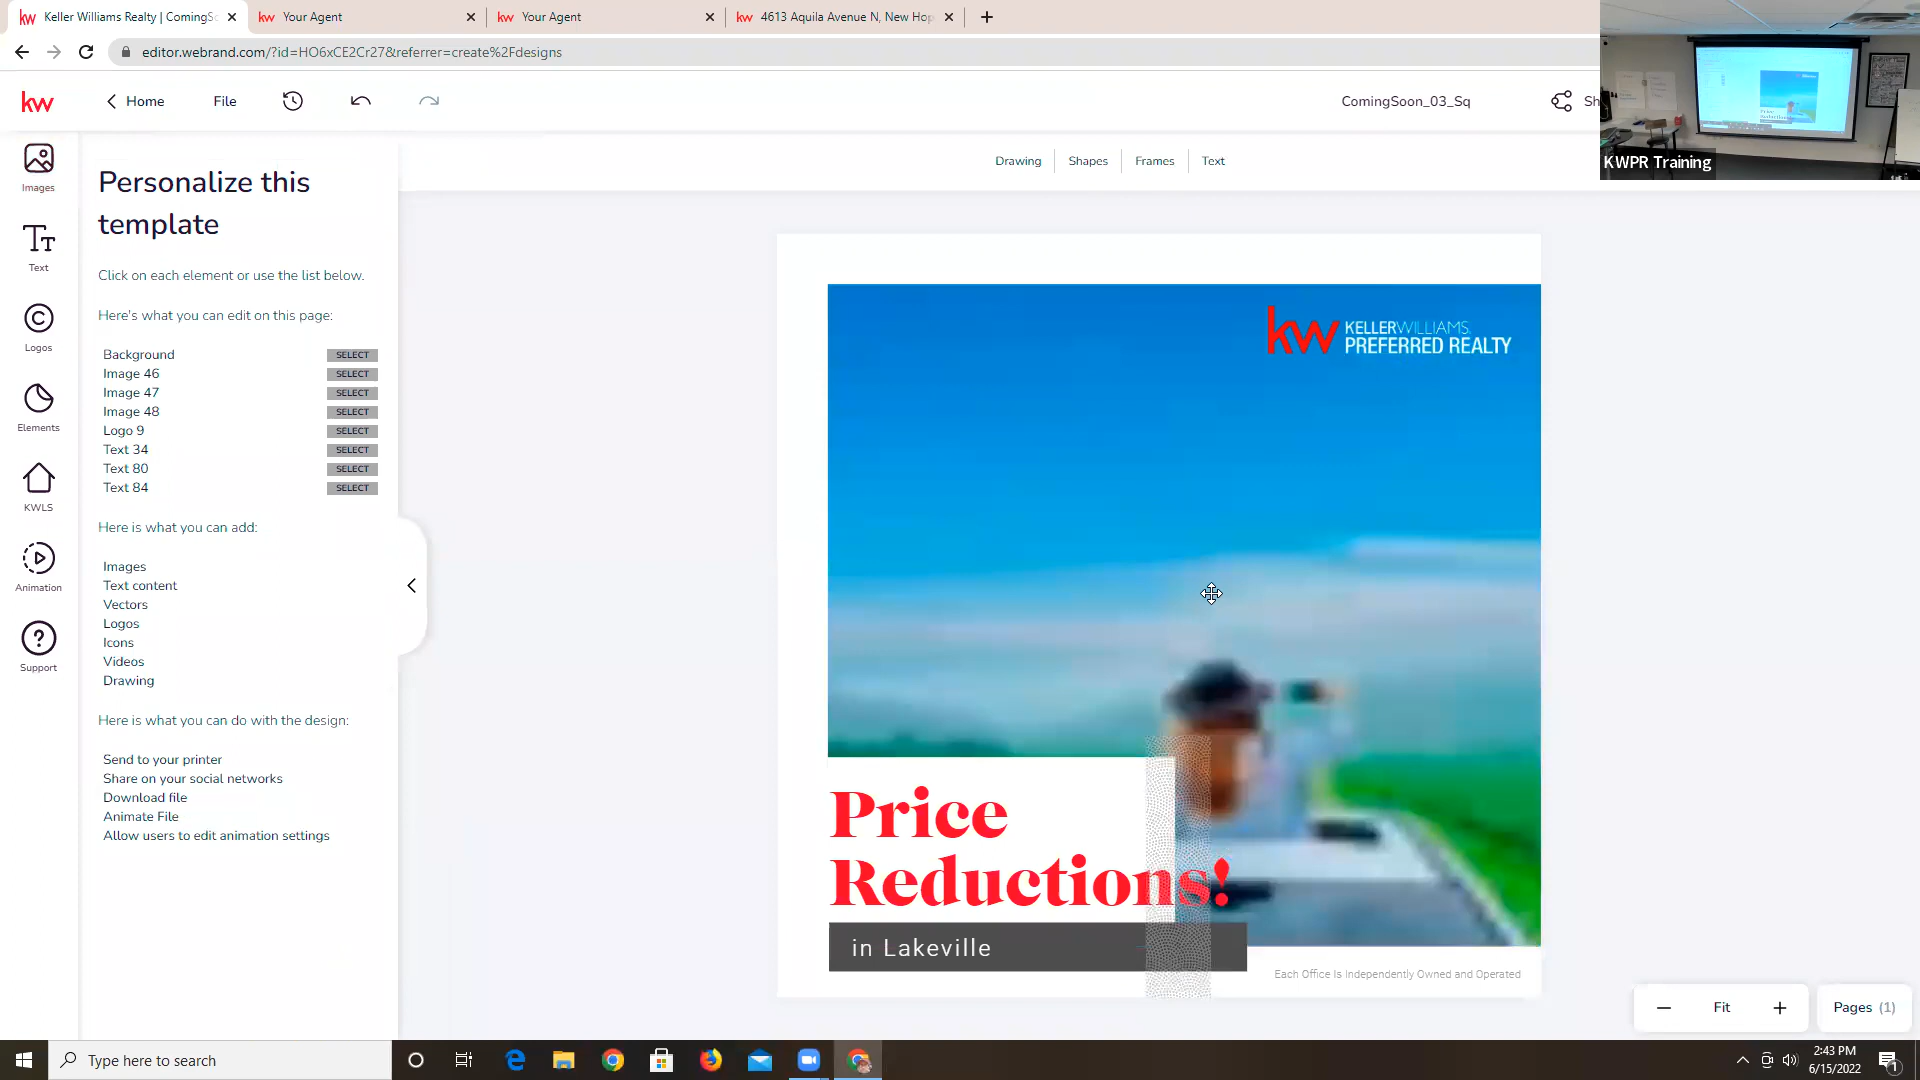 Keller Williams Realty | ComingSo
Your Agent
Your Agent
4613 Aquila Avenue N, New Hop
editor.webrand.com/?id=HO6xCE2Cr27&referrer=create%2Fdesigns
kw
Home
File
ComingSoon_03_Sq
Sh
KWPR Training
Drawing
Shapes
Frames
Text
Images
Text
Logos
Elements
KWLS
Animation
Support
Personalize this
template
Click on each element or use the list below.
Here's what you can edit on this page:
Background SELECT
Image 46 SELECT
Image 47 SELECT
Image 48 SELECT
Logo 9 SELECT
Text 34 SELECT
Text 80 SELECT
Text 84 SELECT
Here is what you can add:
Images
Text content
Vectors
Logos
Icons
Videos
Drawing
Here is what you can do with the design:
Send to your printer
Share on your social networks
Download file
Animate File
Allow users to edit animation settings
kw KELLERWILLIAMS.
PREFERRED REALTY
Price
Reductions!
in Lakeville
Each Office Is Independently Owned and Operated
Fit
Pages (1)
Type here to search
2:43 PM
6/15/2022
1